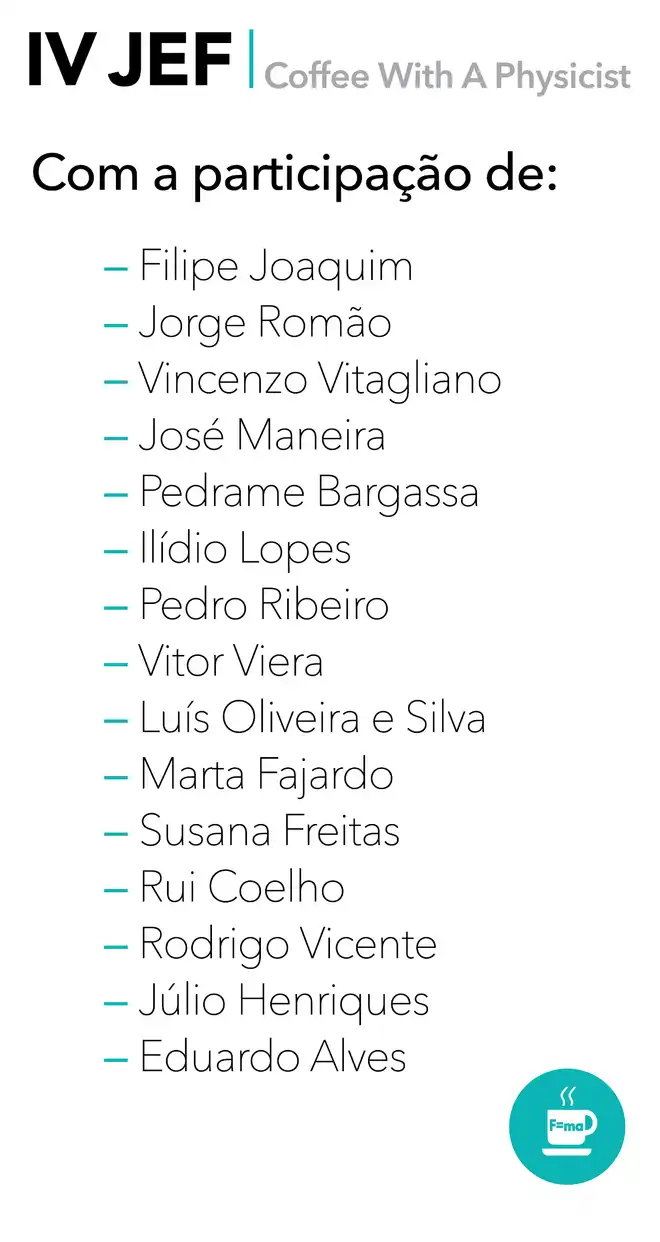 IV JEF | Coffee With A Physicist
Com a participação de:
– Filipe Joaquim
– Jorge Romão
– Vincenzo Vitagliano
– José Maneira
– Pedrame Bargassa
– Ilídio Lopes
– Pedro Ribeiro
– Vitor Viera
– Luís Oliveira e Silva
– Marta Fajardo
– Susana Freitas
– Rui Coelho
– Rodrigo Vicente
– Júlio Henriques
– Eduardo Alves
F=ma